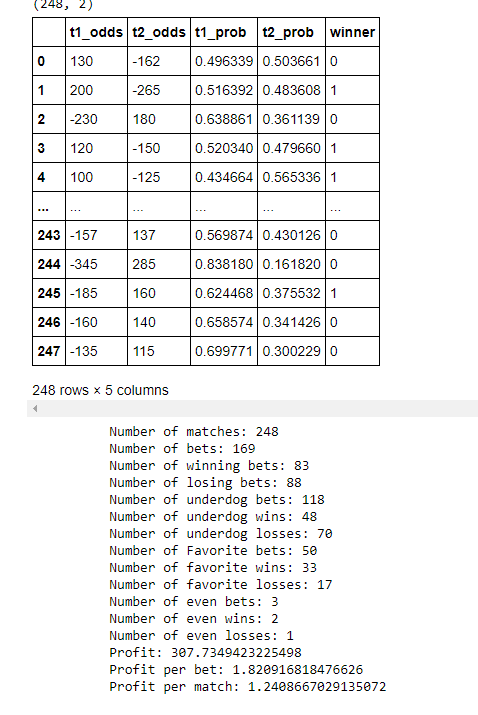 (248, 2)
t1_odds t2_odds t1_prob t2_prob winner
0 130 -162 0.496339 0.503661 0
1 200 -265 0.516392 0.483608 1
2 -230 180 0.638861 0.361139 0
3 120 -150 0.520340 0.479660 1
4 100 -125 0.434664 0.565336 1
... ... ... ... ... ...
243 -157 137 0.569874 0.430126 0
244 -345 285 0.838180 0.161820 0
245 -185 160 0.624468 0.375532 1
246 -160 140 0.658574 0.341426 0
247 -135 115 0.699771 0.300229 0
248 rows × 5 columns
Number of matches: 248
Number of bets: 169
Number of winning bets: 83
Number of losing bets: 88
Number of underdog bets: 118
Number of underdog wins: 48
Number of underdog losses: 70
Number of Favorite bets: 50
Number of favorite wins: 33
Number of favorite losses: 17
Number of even bets: 3
Number of even wins: 2
Number of even losses: 1
Profit: 307.7349423225498
Profit per bet: 1.820916818476626
Profit per match: 1.2408667029135072